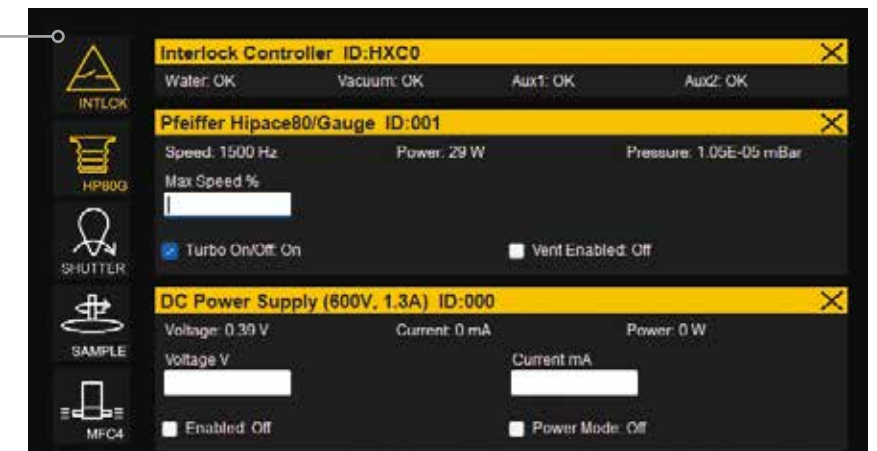 INTLOK
HP80G
SHUTTER
SAMPLE
MFC4
Interlock Controller ID:HXC0
Water: OK Vacuum: OK Aux1: OK Aux2: OK
Pfeiffer Hipace80/Gauge ID:001
Speed: 1500 Hz Power: 29 W Pressure: 1.05E-05 mBar
Max Speed %
Turbo On/Off: On Vent Enabled: Off
DC Power Supply (600V, 1.3A) ID:000
Voltage: 0.39 V Current: 0 mA Power: 0 W
Voltage V Current mA
Enabled: Off Power Mode: Off